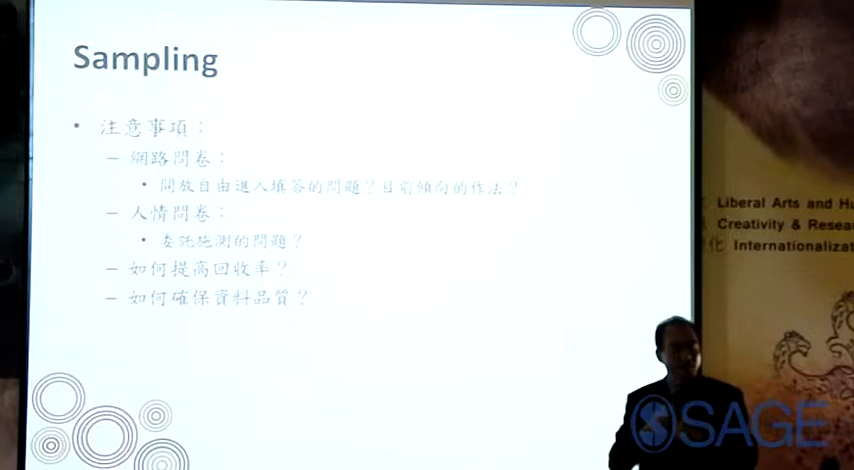 Sampling
• 注意事項：
– 網路問卷：
• 開放自由進入填答的問題？目前傾向的作法？
– 人情問卷：
• 委託施測的問題？
– 如何提高回收率？
– 如何確保資料品質？
Liberal Arts and Hu
Creativity & Resea
化 Internationalizat
SAGE